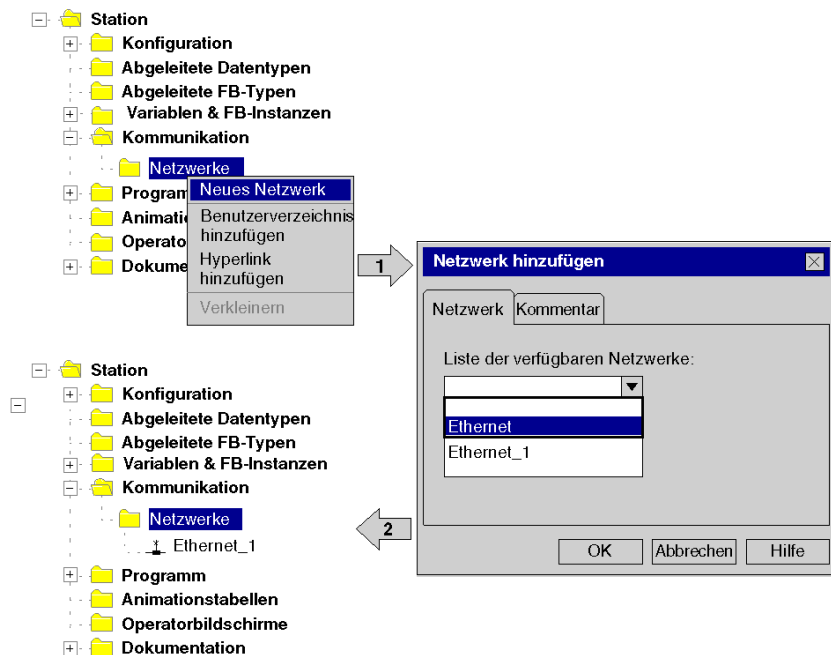 Station
Konfiguration
Abgeleitete Datentypen
Abgeleitete FB-Typen
Variablen & FB-Instanzen
Kommunikation
Netzwerke
Program
Animati
Operato
Dokume
Neues Netzwerk
Benutzerverzeichnis
hinzufügen
Hyperlink
hinzufügen
Verkleinern
1
Netzwerk hinzufügen
Netzwerk
Kommentar
Liste der verfügbaren Netzwerke:
Ethernet
Ethernet_1
OK
Abbrechen
Hilfe
2
Station
Konfiguration
Abgeleitete Datentypen
Abgeleitete FB-Typen
Variablen & FB-Instanzen
Kommunikation
Netzwerke
Ethernet_1
Programm
Animationstabellen
Operatorbildschirme
Dokumentation